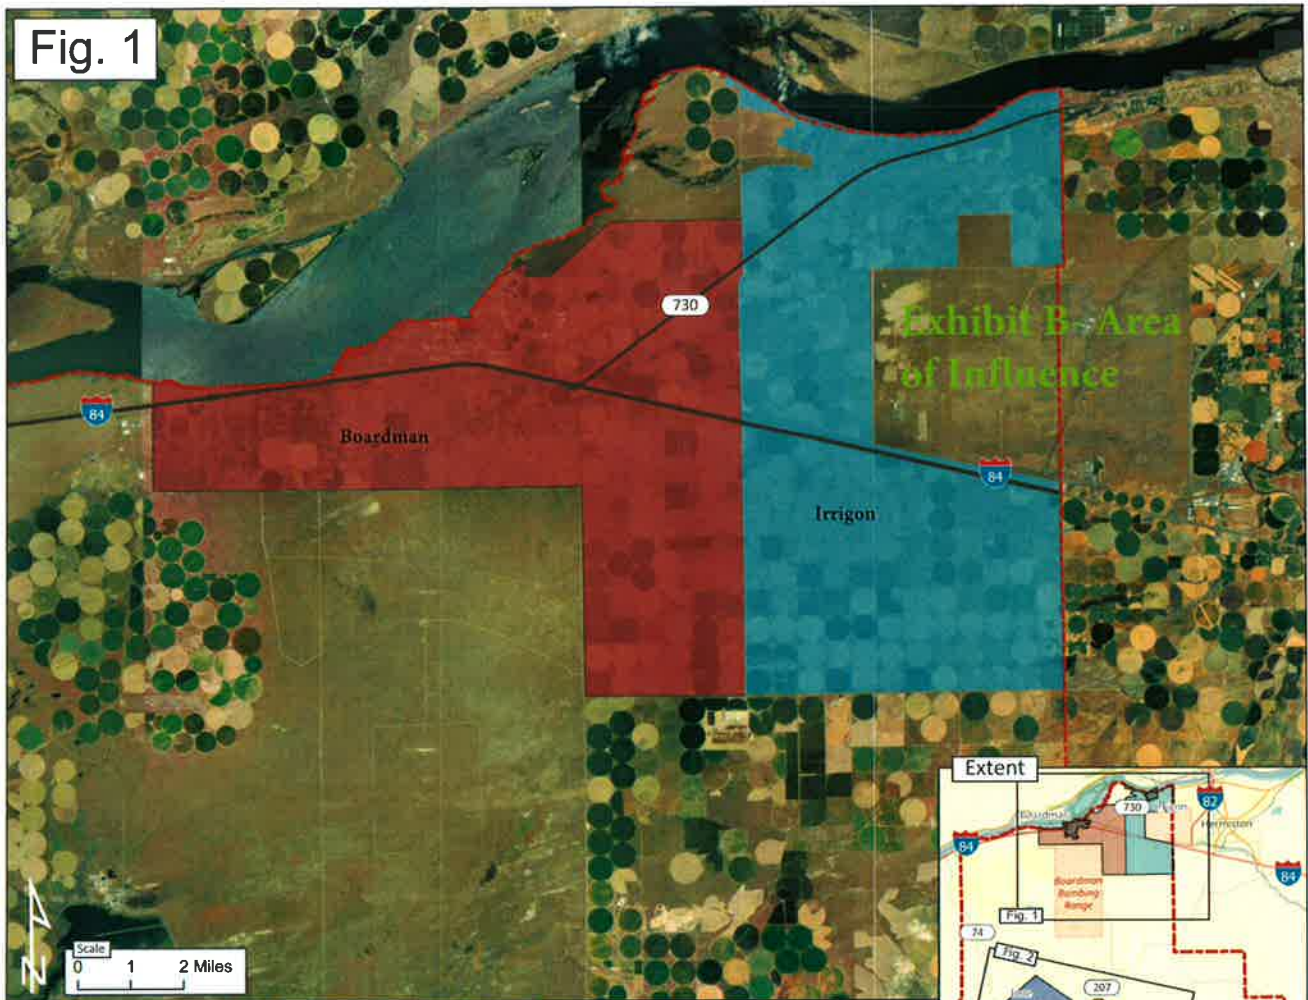 Fig. 1
730
Exhibit B- Area
of Influence
84
Boardman
84
Irrigon
Extent
730
82
Boardman
Irrigon
Hermiston
84
84
Boardman
Bombing
Range
Fig. 1
74
Fig. 2
207
Scale
0 1 2 Miles
N